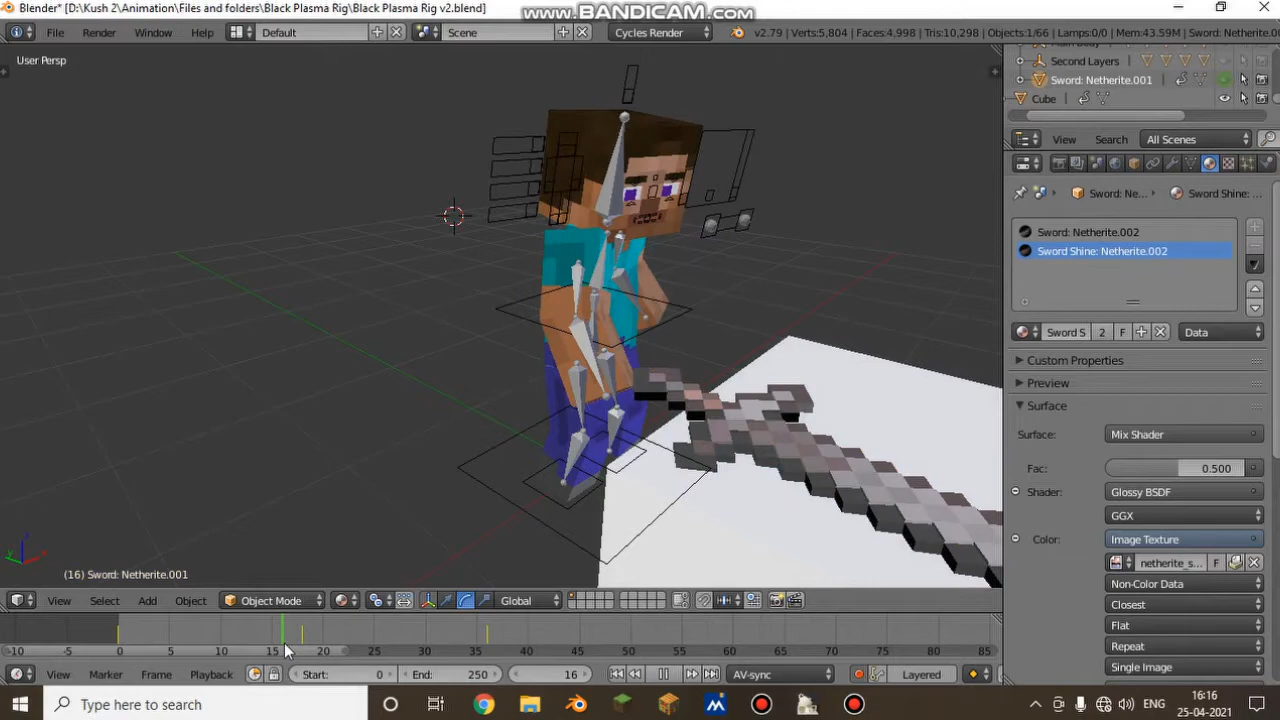 Blender* [D:\Kush 2\Animation\Files and folders\Black Plasma Rig\Black Plasma Rig v2.blend]
www.BANDICAM.com
File Render Window Help Default Scene Cycles Render v2.79 | Verts:5,804 | Faces:4,998 | Tris:10,298 | Objects:1/66 | Lamps:0/0 | Mem:43.59M | Sword: Netherite.0
User Persp
Second Layers
Sword: Netherite.001
Cube
View Search All Scenes
Sword: Ne... Sword Shine: ...
Sword: Netherite.002
Sword Shine: Netherite.002
Sword S 2 F Data
Custom Properties
Preview
Surface
Surface: Mix Shader
Fac: 0.500
Shader: Glossy BSDF
GGX
Color: Image Texture
netherite_s... F
Non-Color Data
Closest
Flat
Repeat
Single Image
(16) Sword: Netherite.001
View Select Add Object Object Mode Global
-10 -5 0 5 10 15 20 25 30 35 40 45 50 55 60 65 70 75 80 85
View Marker Frame Playback Start: 0 End: 250 16 AV-sync Layered
Type here to search
ENG
16:16
25-04-2021